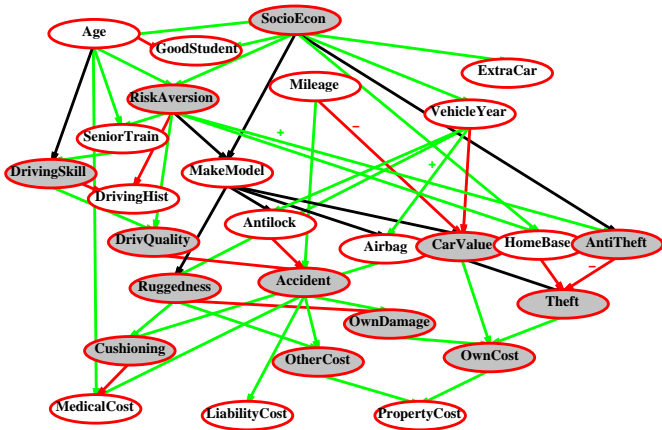 SocioEcon
Age
GoodStudent
ExtraCar
Mileage
RiskAversion
VehicleYear
−
+
SeniorTrain
+
DrivingSkill
MakeModel
DrivingHist
Antilock
DrivQuality
Airbag
CarValue
HomeBase
AntiTheft
−
Ruggedness
Accident
Theft
OwnDamage
Cushioning
OtherCost
OwnCost
MedicalCost
LiabilityCost
PropertyCost